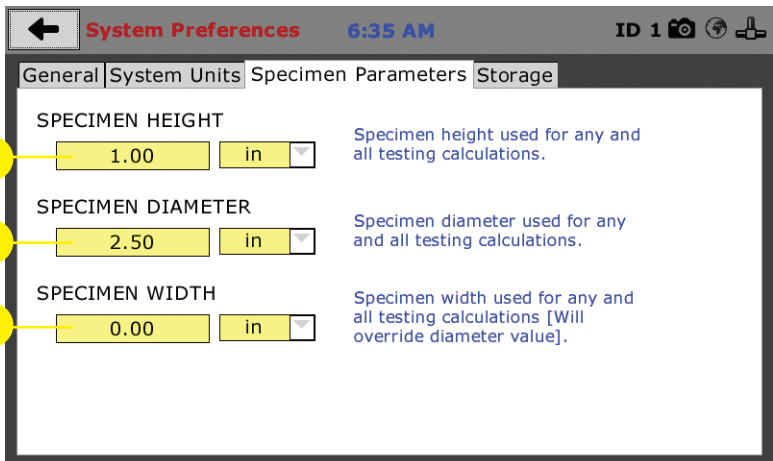 System Preferences 6:35 AM ID 1
General System Units Specimen Parameters Storage
SPECIMEN HEIGHT
1.00 in
Specimen height used for any and
all testing calculations.
SPECIMEN DIAMETER
2.50 in
Specimen diameter used for any
and all testing calculations.
SPECIMEN WIDTH
0.00 in
Specimen width used for any and
all testing calculations [Will
override diameter value].